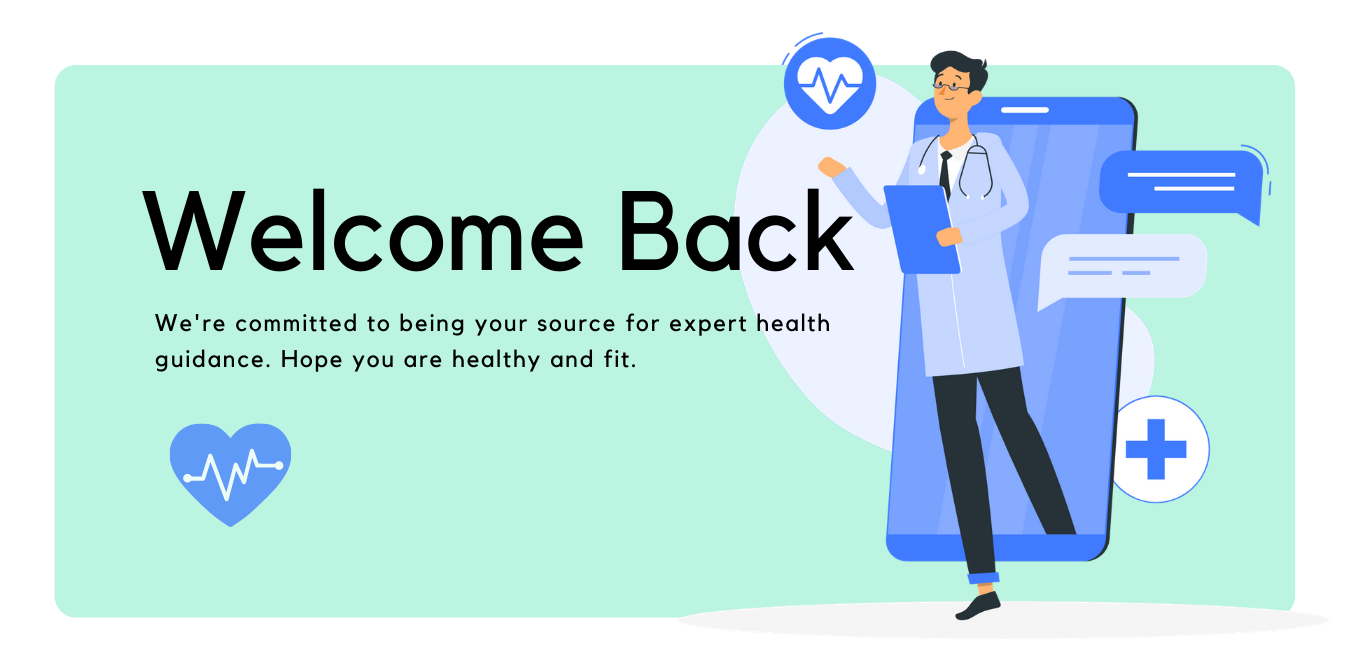 Welcome Back
We're committed to being your source for expert health
guidance. Hope you are healthy and fit.